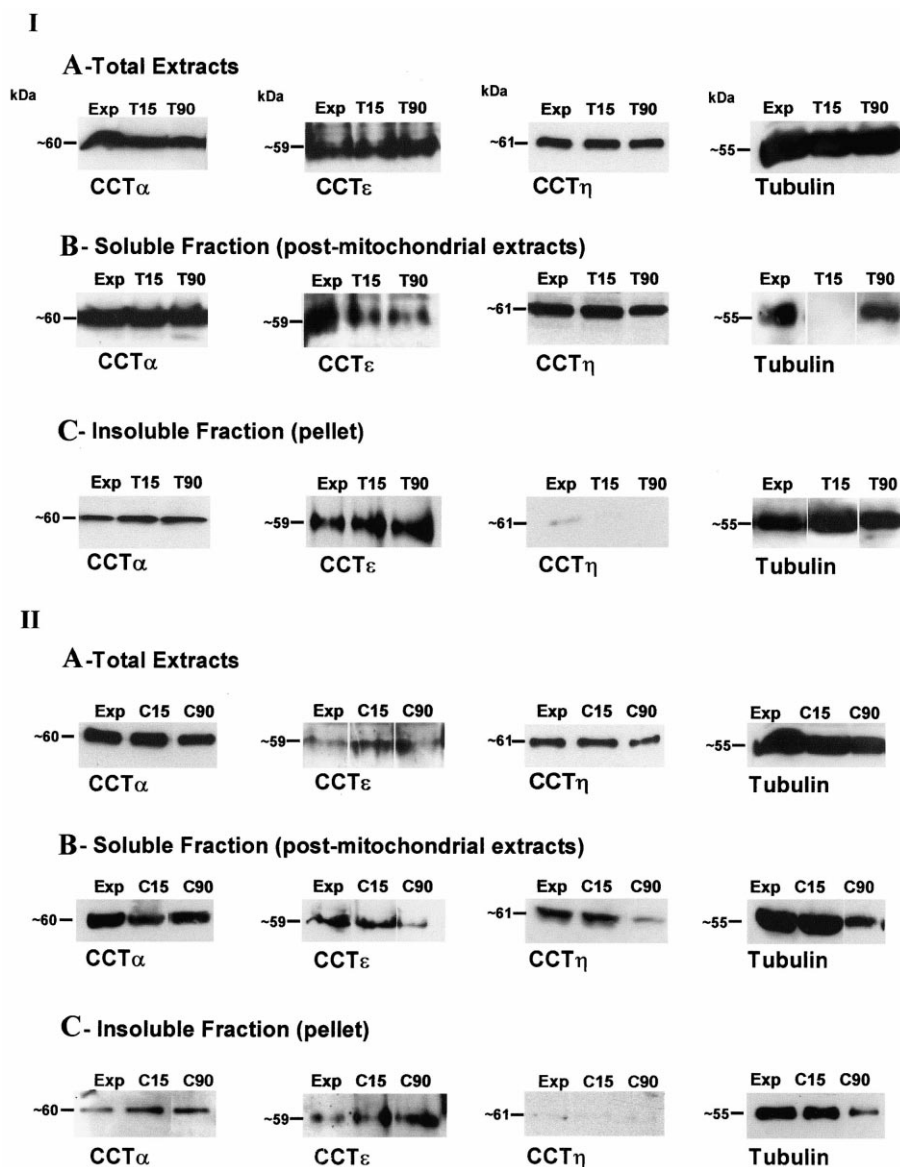 I
A-Total Extracts
kDa kDa kDa kDa
Exp T15 T90 Exp T15 T90 Exp T15 T90 Exp T15 T90
~60 ~59 ~61 ~55
CCTα CCTε CCTη Tubulin
B- Soluble Fraction (post-mitochondrial extracts)
Exp T15 T90 Exp T15 T90 Exp T15 T90 Exp T15 T90
~60 ~59 ~61 ~55
CCTα CCTε CCTη Tubulin
C- Insoluble Fraction (pellet)
Exp T15 T90 Exp T15 T90 Exp T15 T90 Exp T15 T90
~60 ~59 ~61 ~55
CCTα CCTε CCTη Tubulin
II
A-Total Extracts
Exp C15 C90 Exp C15 C90 Exp C15 C90 Exp C15 C90
~60 ~59 ~61 ~55
CCTα CCTε CCTη Tubulin
B- Soluble Fraction (post-mitochondrial extracts)
Exp C15 C90 Exp C15 C90 Exp C15 C90 Exp C15 C90
~60 ~59 ~61 ~55
CCTα CCTε CCTη Tubulin
C- Insoluble Fraction (pellet)
Exp C15 C90 Exp C15 C90 Exp C15 C90 Exp C15 C90
~60 ~59 ~61 ~55
CCTα CCTε CCTη Tubulin